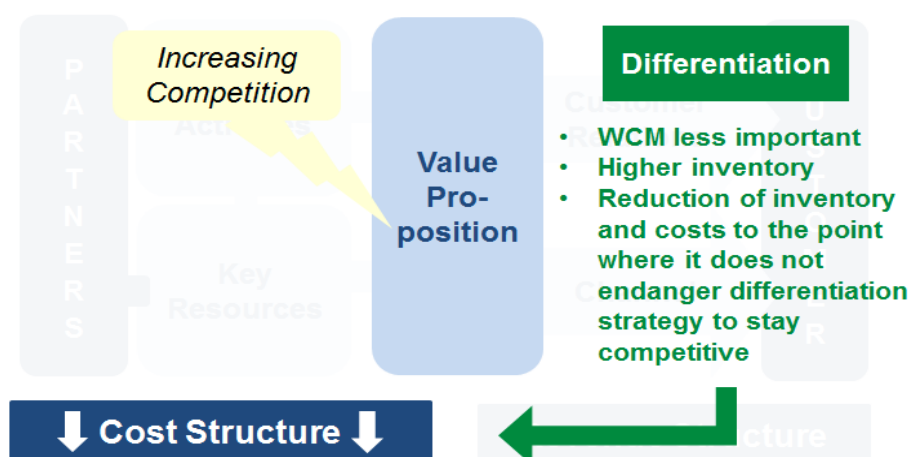 Increasing
Competition
PARTNERS
Key
Resources
Value
Pro-
position
Differentiation
• WCM less important
• Higher inventory
• Reduction of inventory
and costs to the point
where it does not
endanger differentiation
strategy to stay
competitive
Cost Structure